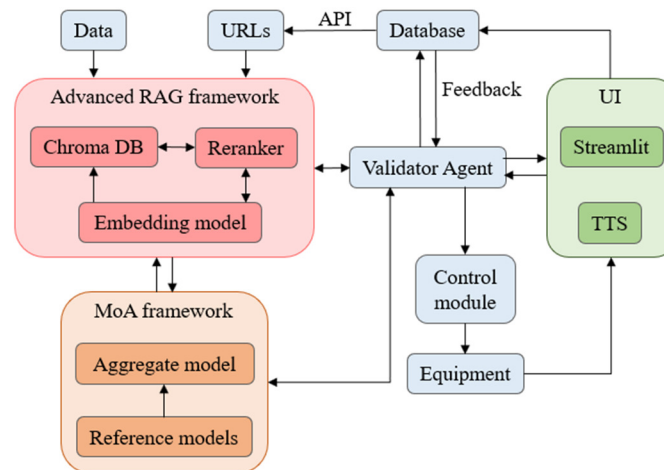 Data
URLs
API
Database
Feedback
Advanced RAG framework
Chroma DB
Reranker
Embedding model
Validator Agent
UI
Streamlit
TTS
MoA framework
Aggregate model
Reference models
Control
module
Equipment